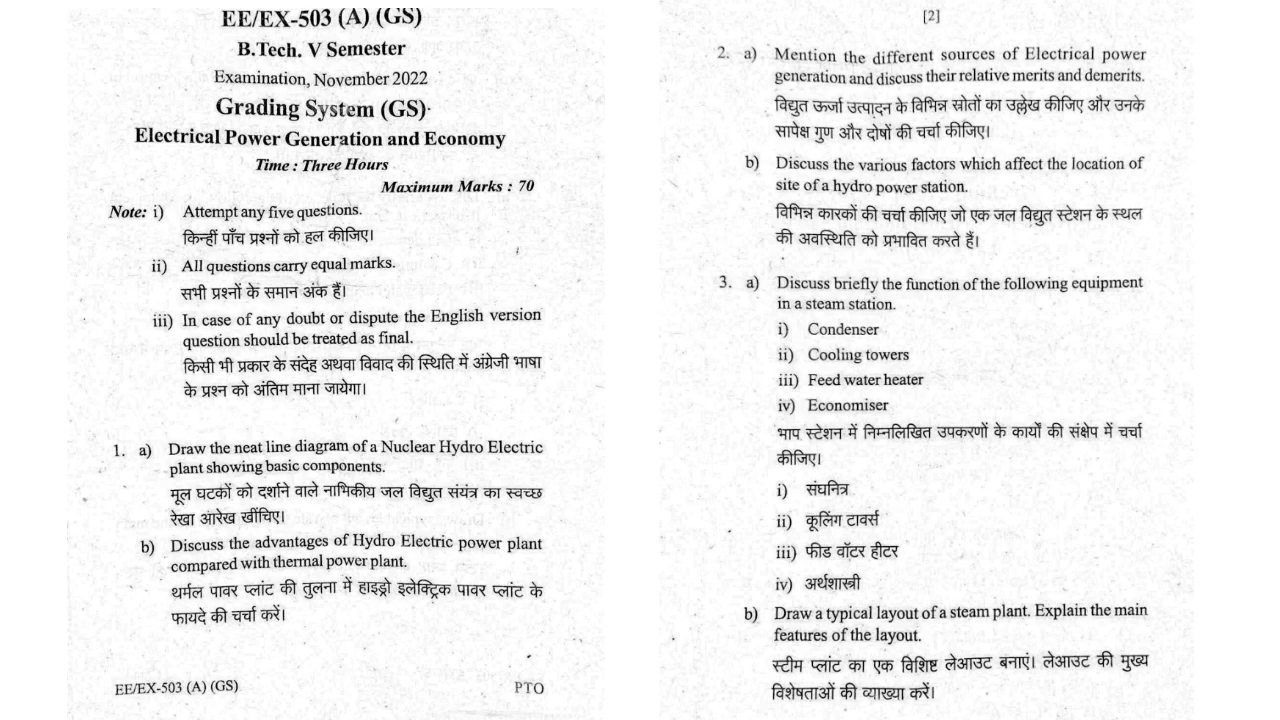 EE/EX-503 (A) (GS)
B.Tech. V Semester
Examination, November 2022
Grading System (GS)
Electrical Power Generation and Economy
Time : Three Hours
Maximum Marks : 70
Note: i) Attempt any five questions.
किन्हीं पाँच प्रश्नों को हल कीजिए।
ii) All questions carry equal marks.
सभी प्रश्नों के समान अंक हैं।
iii) In case of any doubt or dispute the English version
question should be treated as final.
किसी भी प्रकार के संदेह अथवा विवाद की स्थिति में अंग्रेजी भाषा
के प्रश्न को अंतिम माना जायेगा।
1. a) Draw the neat line diagram of a Nuclear Hydro Electric
plant showing basic components.
मूल घटकों को दर्शाने वाले नाभिकीय जल विद्युत संयंत्र का स्वच्छ
रेखा आरेख खींचिए।
b) Discuss the advantages of Hydro Electric power plant
compared with thermal power plant.
थर्मल पावर प्लांट की तुलना में हाइड्रो इलेक्ट्रिक पावर प्लांट के
फायदे की चर्चा करें।
EE/EX-503 (A) (GS)
PTO
[2]
2. a) Mention the different sources of Electrical power
generation and discuss their relative merits and demerits.
विद्युत ऊर्जा उत्पादन के विभिन्न स्रोतों का उल्लेख कीजिए और उनके
सापेक्ष गुण और दोषों की चर्चा कीजिए।
b) Discuss the various factors which affect the location of
site of a hydro power station.
विभिन्न कारकों की चर्चा कीजिए जो एक जल विद्युत स्टेशन के स्थल
की अवस्थिति को प्रभावित करते हैं।
3. a) Discuss briefly the function of the following equipment
in a steam station.
i) Condenser
ii) Cooling towers
iii) Feed water heater
iv) Economiser
भाप स्टेशन में निम्नलिखित उपकरणों के कार्यों की संक्षेप में चर्चा
कीजिए।
i) संघनित्र
ii) कूलिंग टावर्स
iii) फीड वॉटर हीटर
iv) अर्थशास्त्री
b) Draw a typical layout of a steam plant. Explain the main
features of the layout.
स्टीम प्लांट का एक विशिष्ट लेआउट बनाएं। लेआउट की मुख्य
विशेषताओं की व्याख्या करें।